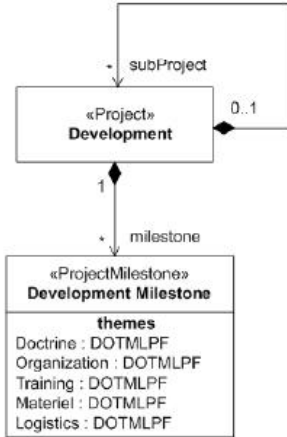 * subProject
«Project»
Development
0..1
1
* milestone
«ProjectMilestone»
Development Milestone
themes
Doctrine : DOTMLPF
Organization : DOTMLPF
Training : DOTMLPF
Materiel : DOTMLPF
Logistics : DOTMLPF